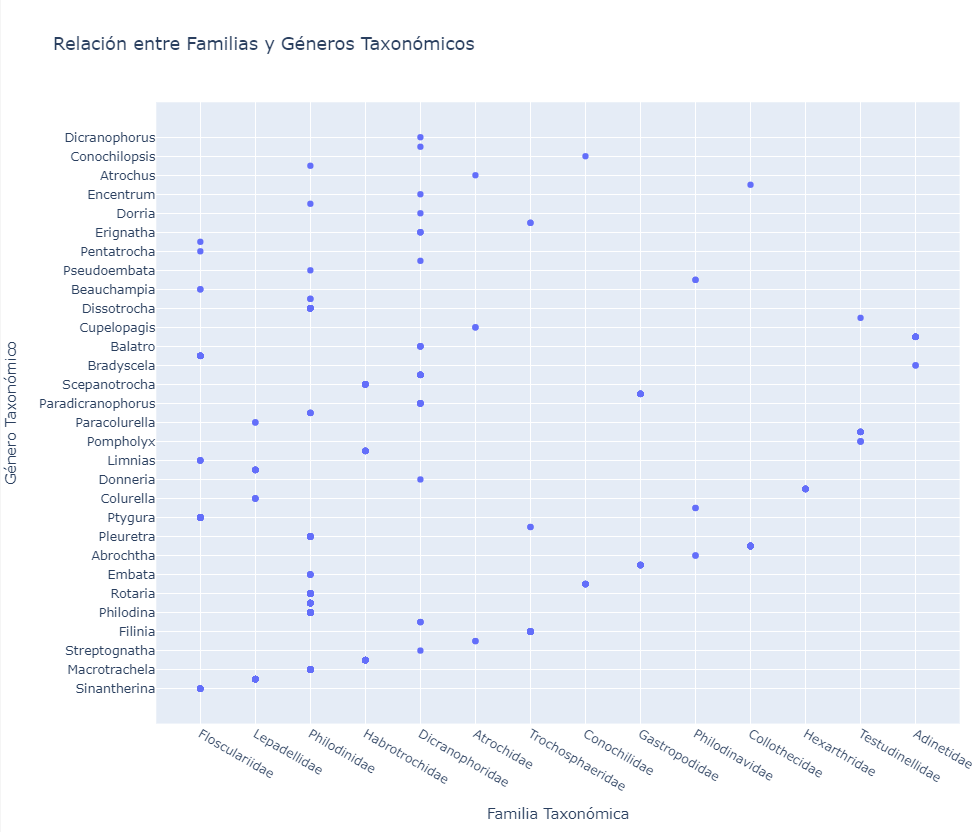 Relación entre Familias y Géneros Taxonómicos
Género Taxonómico
Dicranophorus
Conochilopsis
Atrochus
Encentrum
Dorria
Erignatha
Pentatrocha
Pseudoembata
Beauchampia
Dissotrocha
Cupelopagis
Balatro
Bradyscela
Scepanotrocha
Paradicranophorus
Paracolurella
Pompholyx
Limnias
Donneria
Colurella
Ptygura
Pleuretra
Abrochtha
Embata
Rotaria
Philodina
Filinia
Streptognatha
Macrotrachela
Sinantherina
Flosculariidae
Lepadellidae
Philodinidae
Habrotrochidae
Dicranophoridae
Atrochidae
Trochosphaeridae
Conochilidae
Gastropodidae
Philodinavidae
Collothecidae
Hexarthridae
Testudinellidae
Adinetidae
Familia Taxonómica